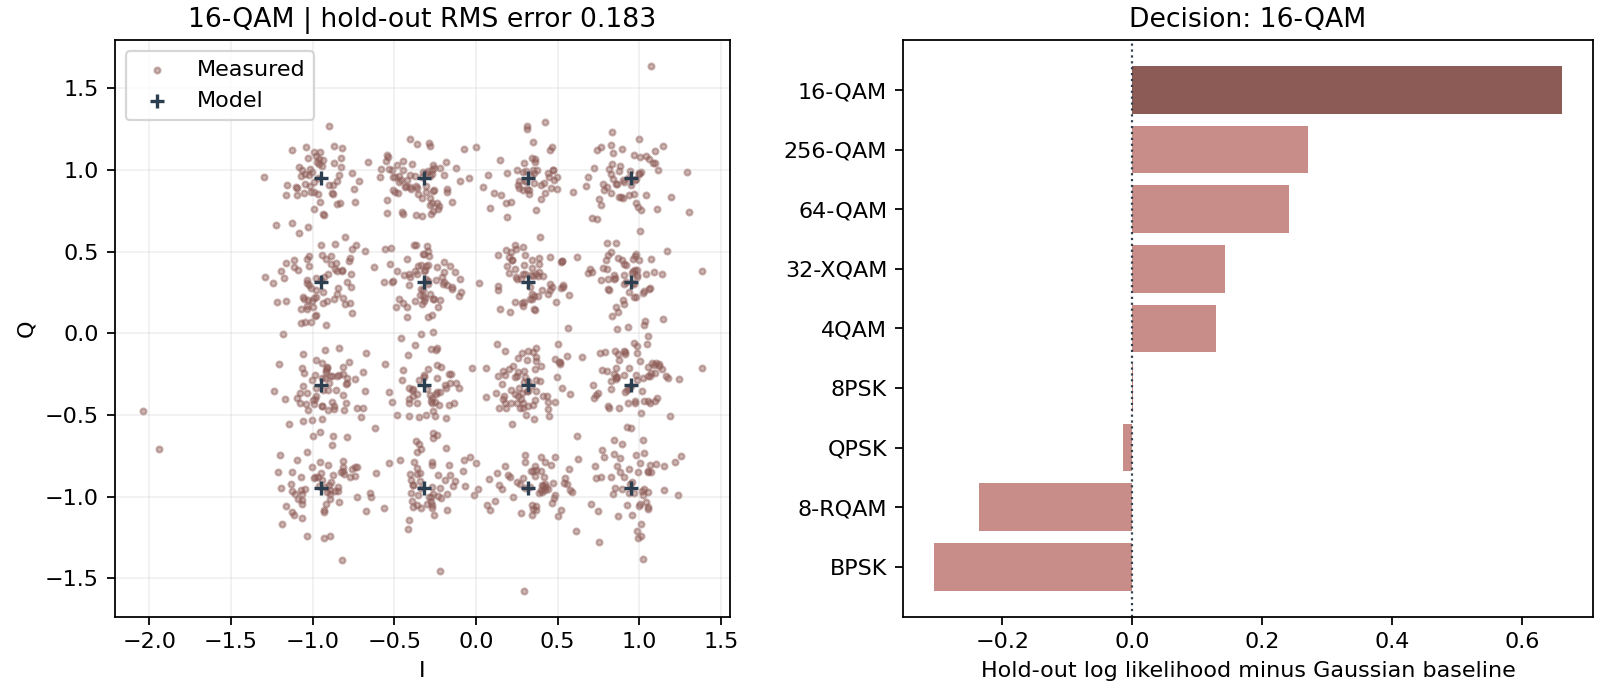 16-QAM | hold-out RMS error 0.183
Measured
Model
Q
1.5
1.0
0.5
0.0
−0.5
−1.0
−1.5
−2.0 −1.5 −1.0 −0.5 0.0 0.5 1.0 1.5
I
Decision: 16-QAM
16-QAM
256-QAM
64-QAM
32-XQAM
4QAM
8PSK
QPSK
8-RQAM
BPSK
−0.2 0.0 0.2 0.4 0.6
Hold-out log likelihood minus Gaussian baseline